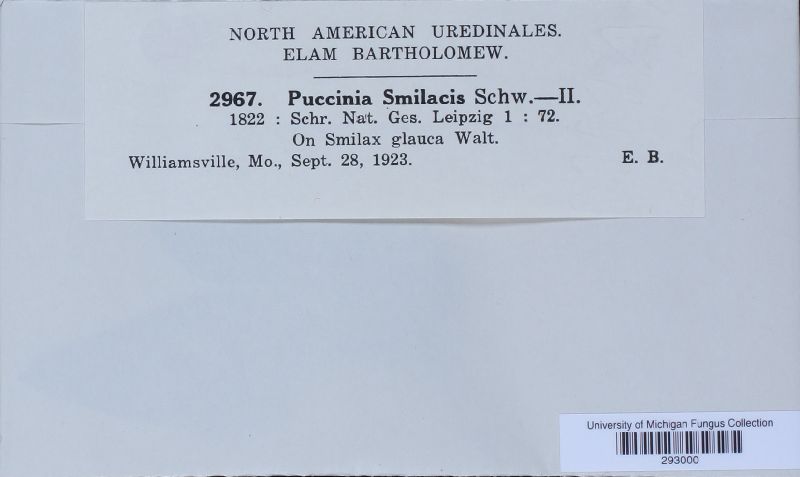 NORTH AMERICAN UREDINALES.
ELAM BARTHOLOMEW.
2967. Puccinia Smilacis Schw.—II.
1822 : Schr. Nat. Ges. Leipzig 1 : 72.
On Smilax glauca Walt.
Williamsville, Mo., Sept. 28, 1923. E. B.
University of Michigan Fungus Collection
293000